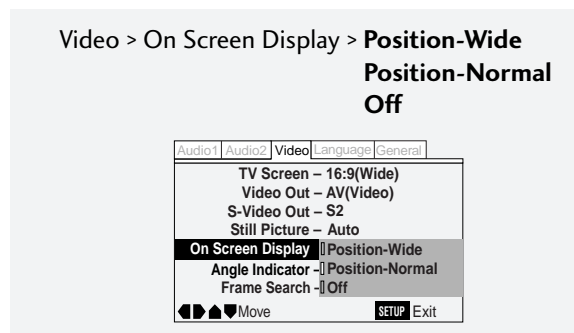 Video > On Screen Display > Position-Wide
Position-Normal
Off
Audio1 Audio2 Video Language General
TV Screen – 16:9(Wide)
Video Out – AV(Video)
S-Video Out – S2
Still Picture – Auto
On Screen Display Position-Wide
Angle Indicator - Position-Normal
Frame Search - Off
Move SETUP Exit